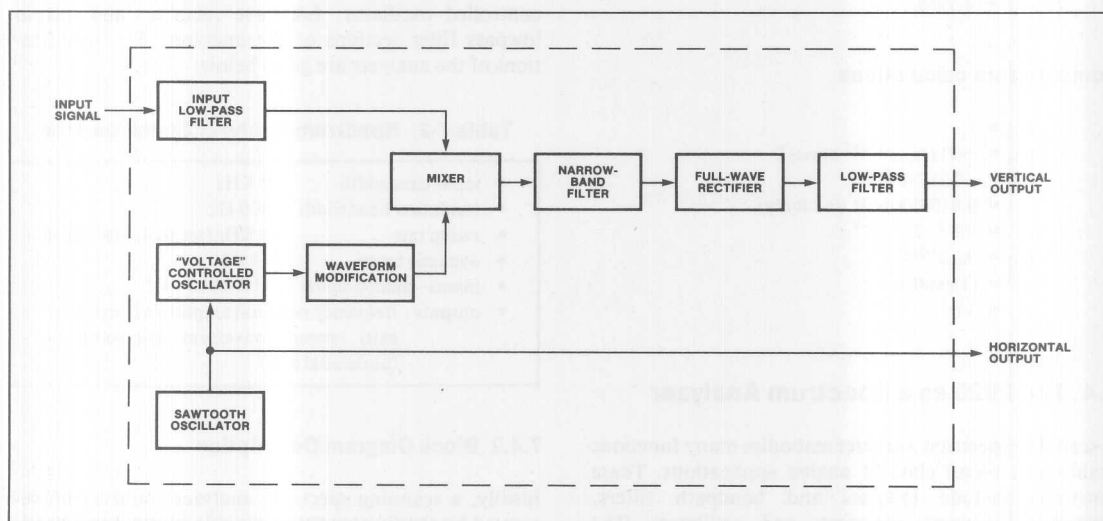 INPUT
SIGNAL
INPUT
LOW-PASS
FILTER
MIXER
NARROW-
BAND
FILTER
FULL-WAVE
RECTIFIER
LOW-PASS
FILTER
VERTICAL
OUTPUT
"VOLTAGE"
CONTROLLED
OSCILLATOR
WAVEFORM
MODIFICATION
HORIZONTAL
OUTPUT
SAWTOOTH
OSCILLATOR